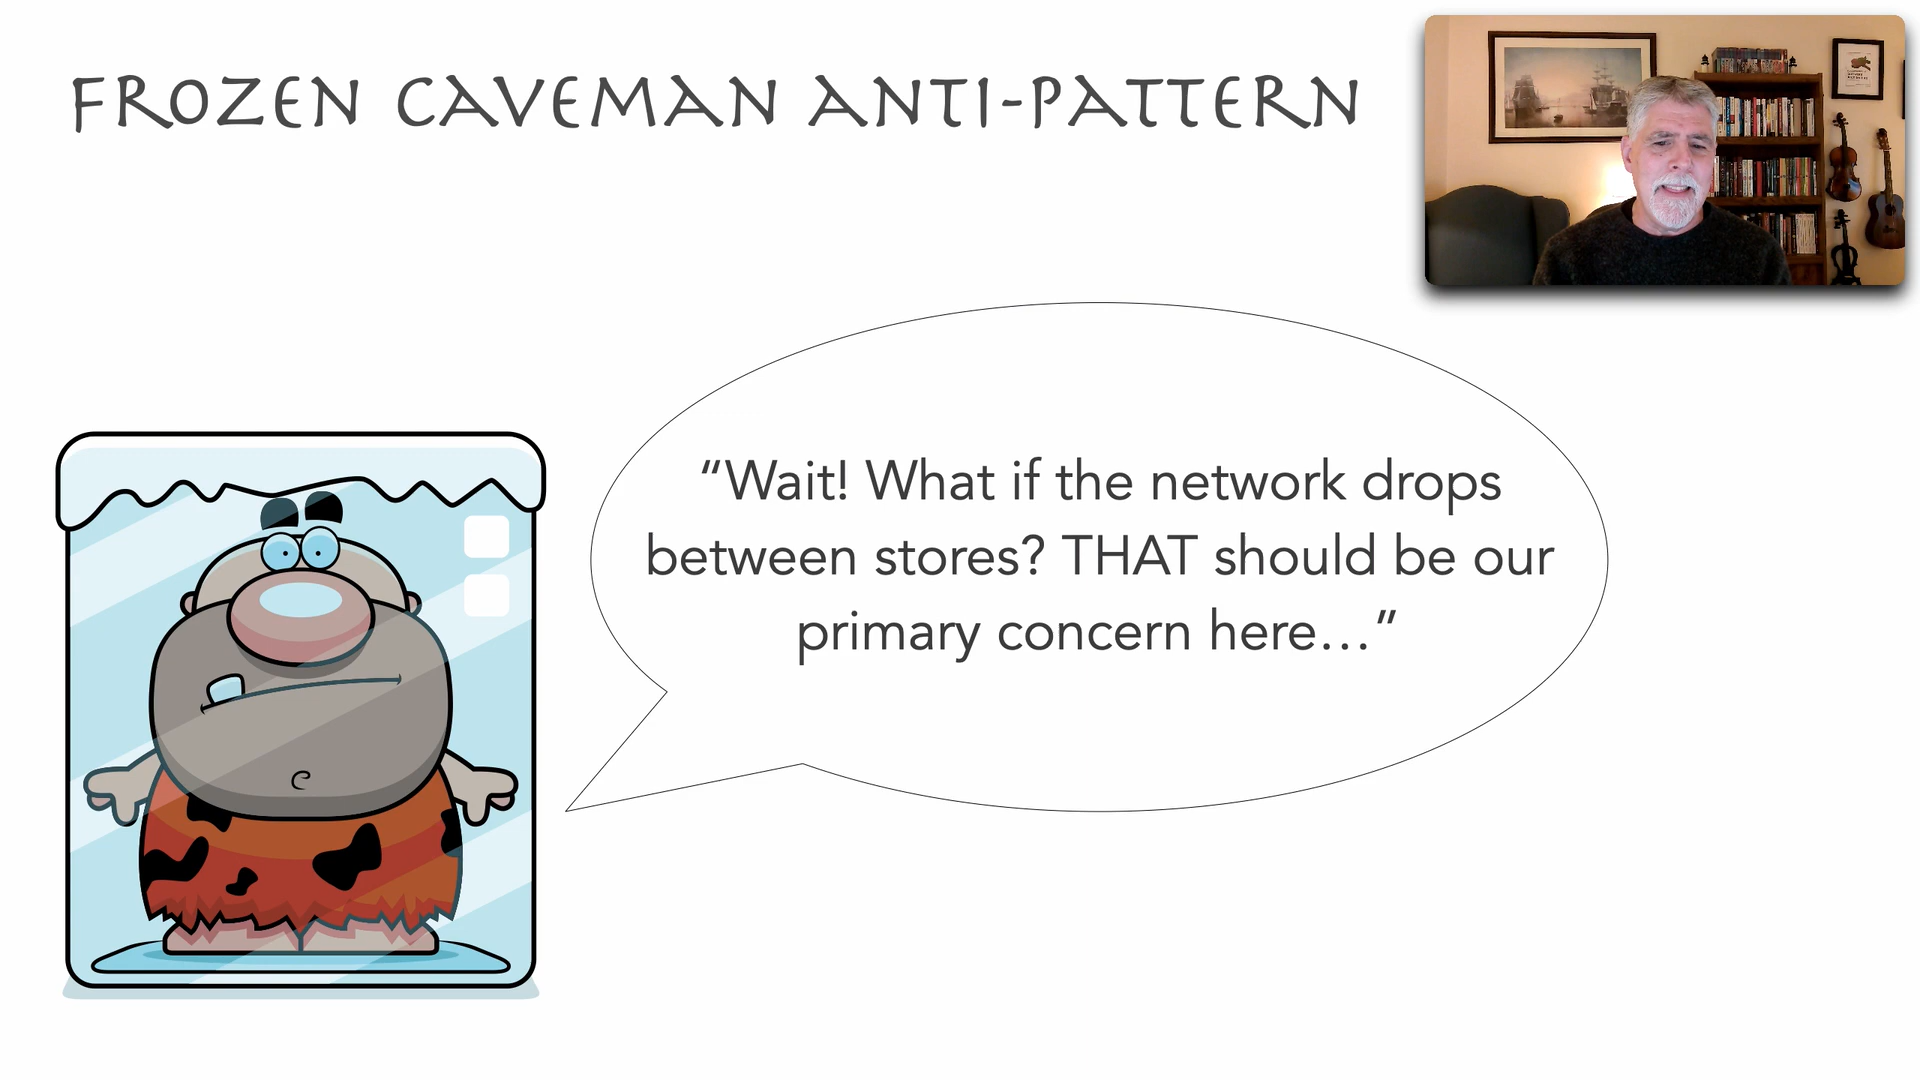 FROZEN CAVEMAN ANTI-PATTERN
“Wait! What if the network drops
between stores? THAT should be our
primary concern here…”